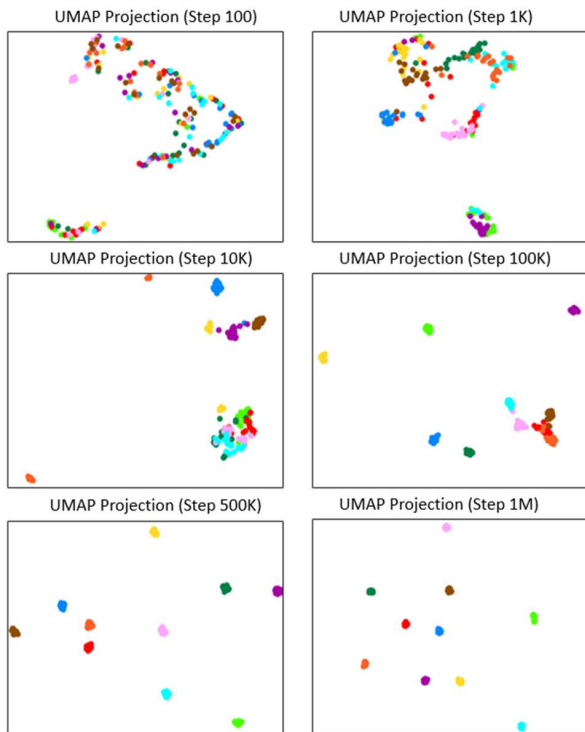 UMAP Projection (Step 100)
UMAP Projection (Step 1K)
UMAP Projection (Step 10K)
UMAP Projection (Step 100K)
UMAP Projection (Step 500K)
UMAP Projection (Step 1M)